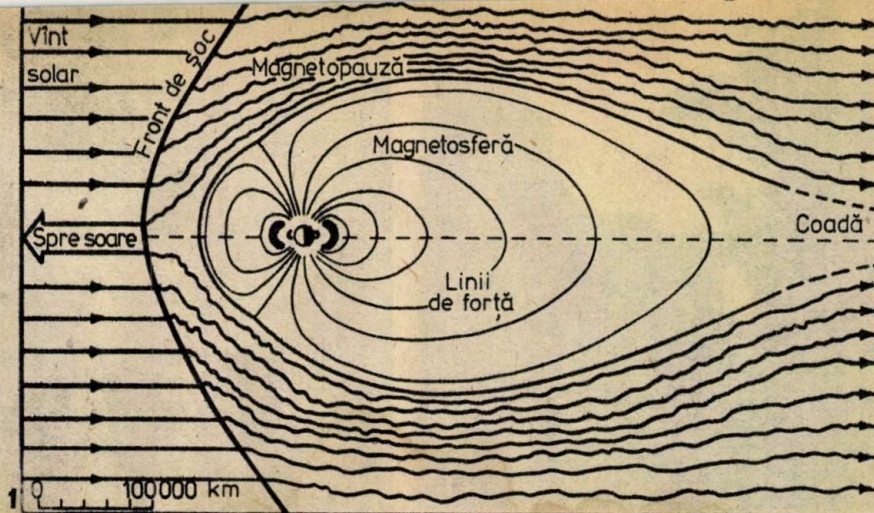 Vînt
solar
Front de șoc
Magnetopauză
Magnetosferă
Spre soare
Coadă
Linii
de forță
1
0 100000 km